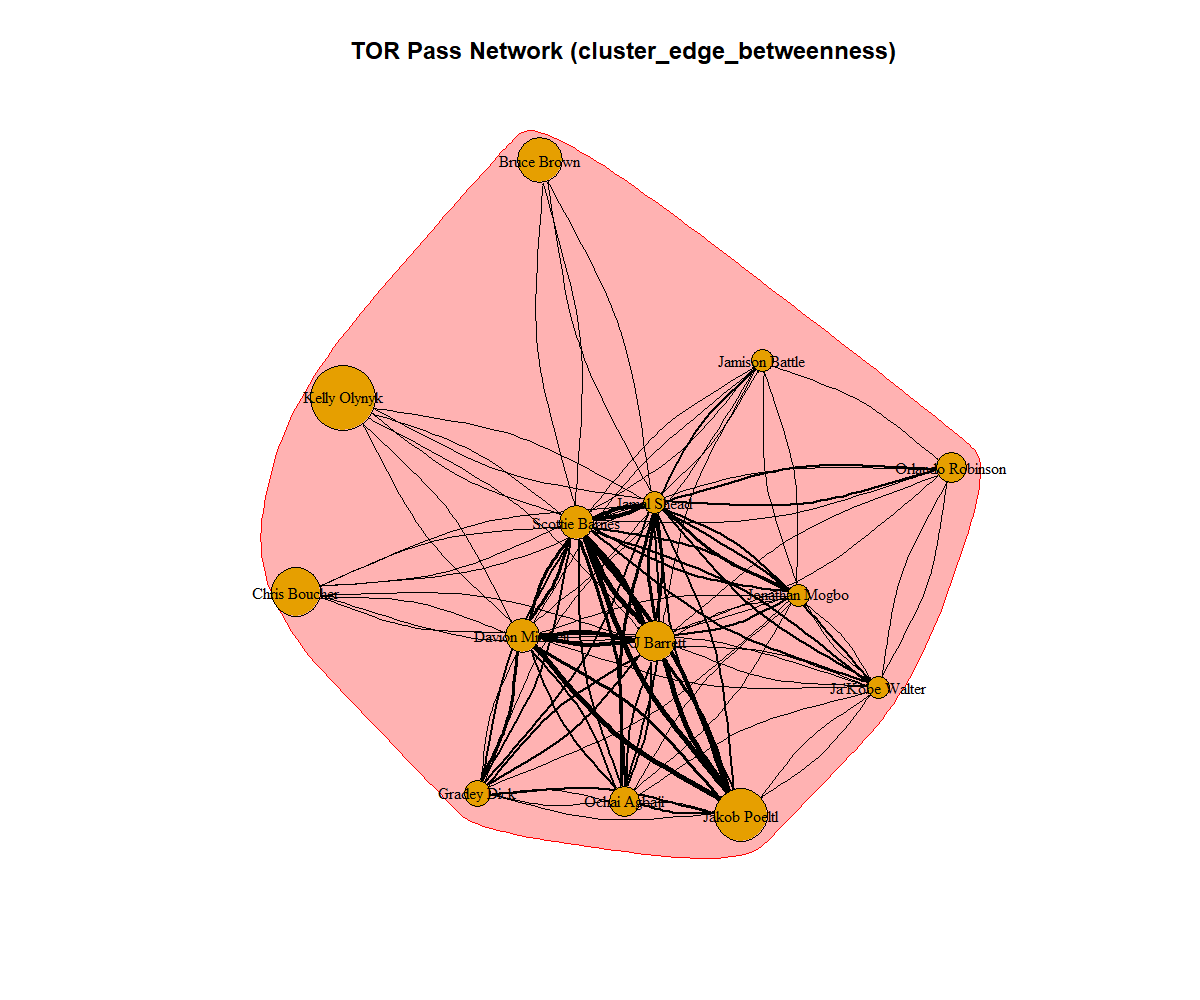 TOR Pass Network (cluster_edge_betweenness)
Bruce Brown
Jamison Battle
Kelly Olynyk
Orlando Robinson
Jamal Shead
Scottie Barnes
Chris Boucher
Jonathan Mogbo
Davion Mitchell
J Barrett
Ja'Kobe Walter
Gradey Dick
Ochai Agbaji
Jakob Poeltl